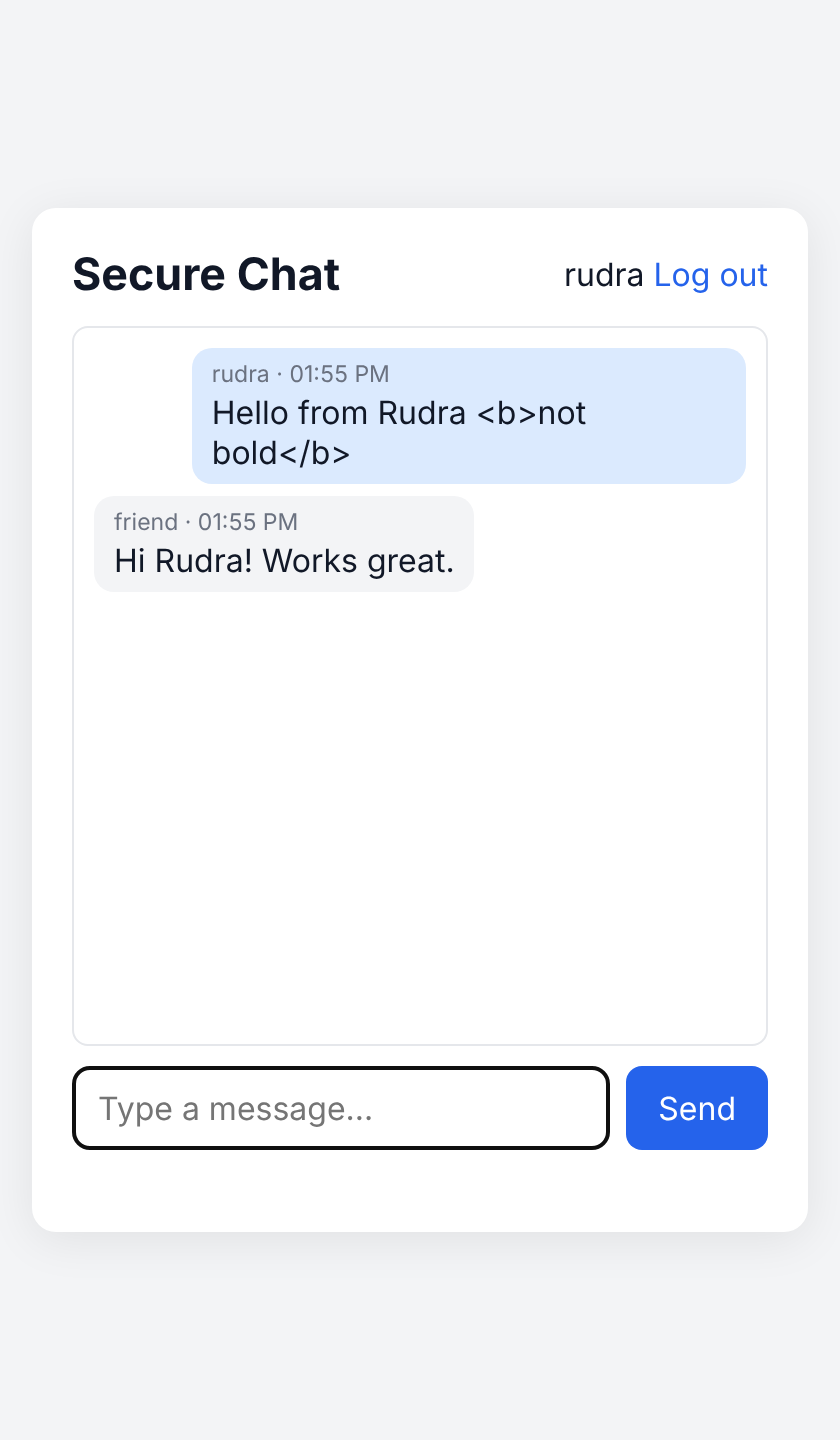 Secure Chat
rudra Log out
rudra · 01:55 PM
Hello from Rudra <b>not
bold</b>
friend · 01:55 PM
Hi Rudra! Works great.
Type a message...
Send